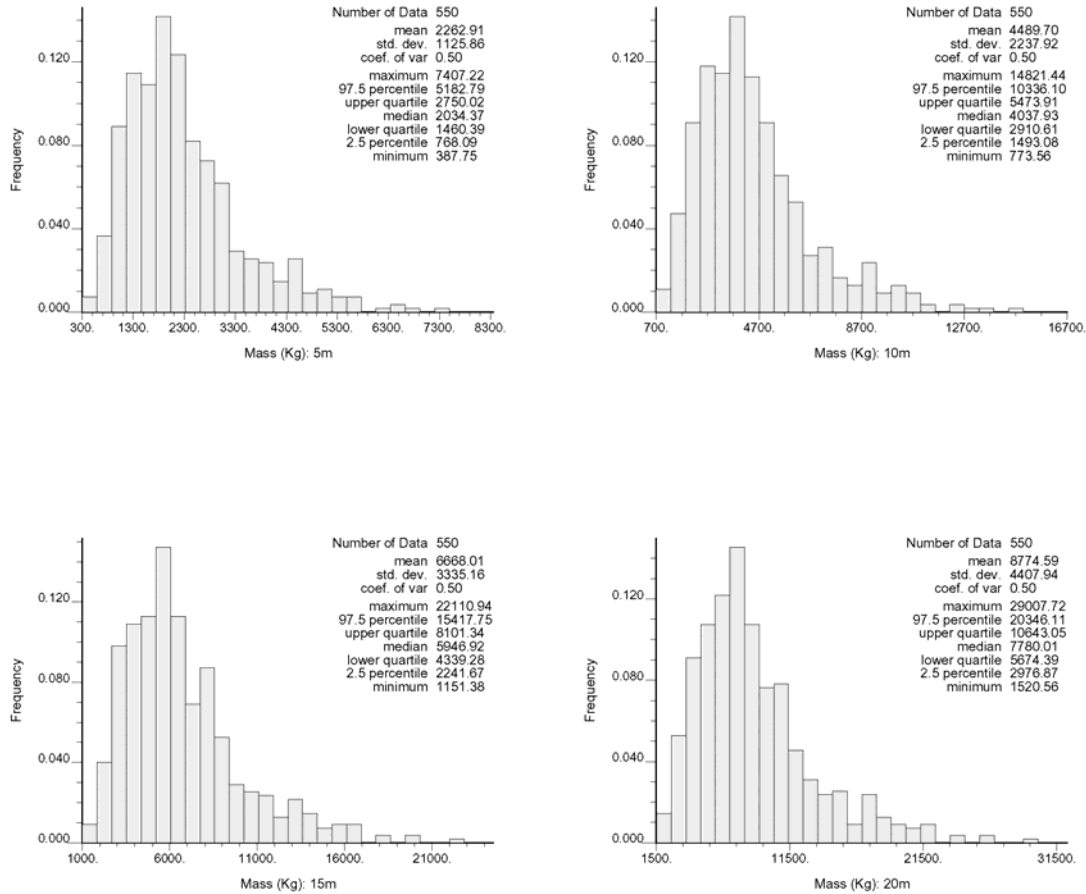 Number of Data 550
mean 2262.91
std. dev. 1125.86
coef. of var 0.50
maximum 7407.22
97.5 percentile 5182.79
upper quartile 2750.02
median 2034.37
lower quartile 1460.39
2.5 percentile 768.09
minimum 387.75
Frequency
0.120
0.080
0.040
0.000
300. 1300. 2300. 3300. 4300. 5300. 6300. 7300. 8300.
Mass (Kg): 5m
Number of Data 550
mean 4489.70
std. dev. 2237.92
coef. of var 0.50
maximum 14821.44
97.5 percentile 10336.10
upper quartile 5473.91
median 4037.93
lower quartile 2910.61
2.5 percentile 1493.08
minimum 773.56
Frequency
0.120
0.080
0.040
0.000
700. 4700. 8700. 12700. 16700.
Mass (Kg): 10m
Number of Data 550
mean 6668.01
std. dev. 3335.16
coef. of var 0.50
maximum 22110.94
97.5 percentile 15417.75
upper quartile 8101.34
median 5946.92
lower quartile 4339.28
2.5 percentile 2241.67
minimum 1151.38
Frequency
0.120
0.080
0.040
0.000
1000. 6000. 11000. 16000. 21000.
Mass (Kg): 15m
Number of Data 550
mean 8774.59
std. dev. 4407.94
coef. of var 0.50
maximum 29007.72
97.5 percentile 20346.11
upper quartile 10643.05
median 7780.01
lower quartile 5674.39
2.5 percentile 2976.87
minimum 1520.56
Frequency
0.120
0.080
0.040
0.000
1500. 11500. 21500. 31500.
Mass (Kg): 20m